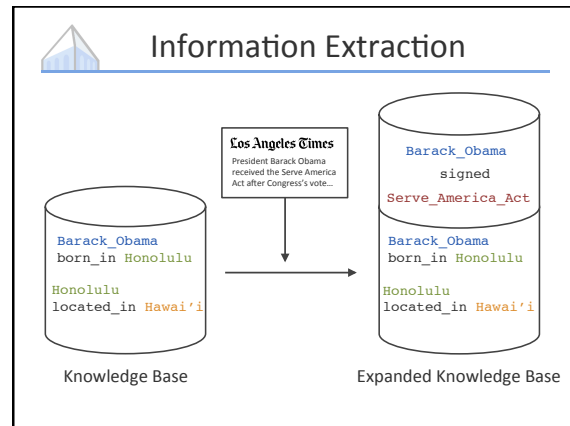 Information Extraction
Los Angeles Times
President Barack Obama
received the Serve America
Act after Congress's vote…
Barack_Obama
born_in Honolulu
Honolulu
located_in Hawai'i
Knowledge Base
Barack_Obama
signed
Serve_America_Act
Barack_Obama
born_in Honolulu
Honolulu
located_in Hawai'i
Expanded Knowledge Base